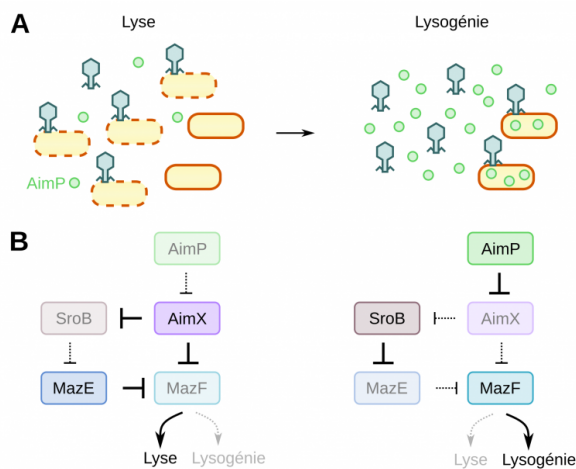 A
Lyse
Lysogénie
AimP
B
AimP
AimP
SroB
AimX
SroB
AimX
MazE
MazF
MazE
MazF
Lyse
Lysogénie
Lyse
Lysogénie